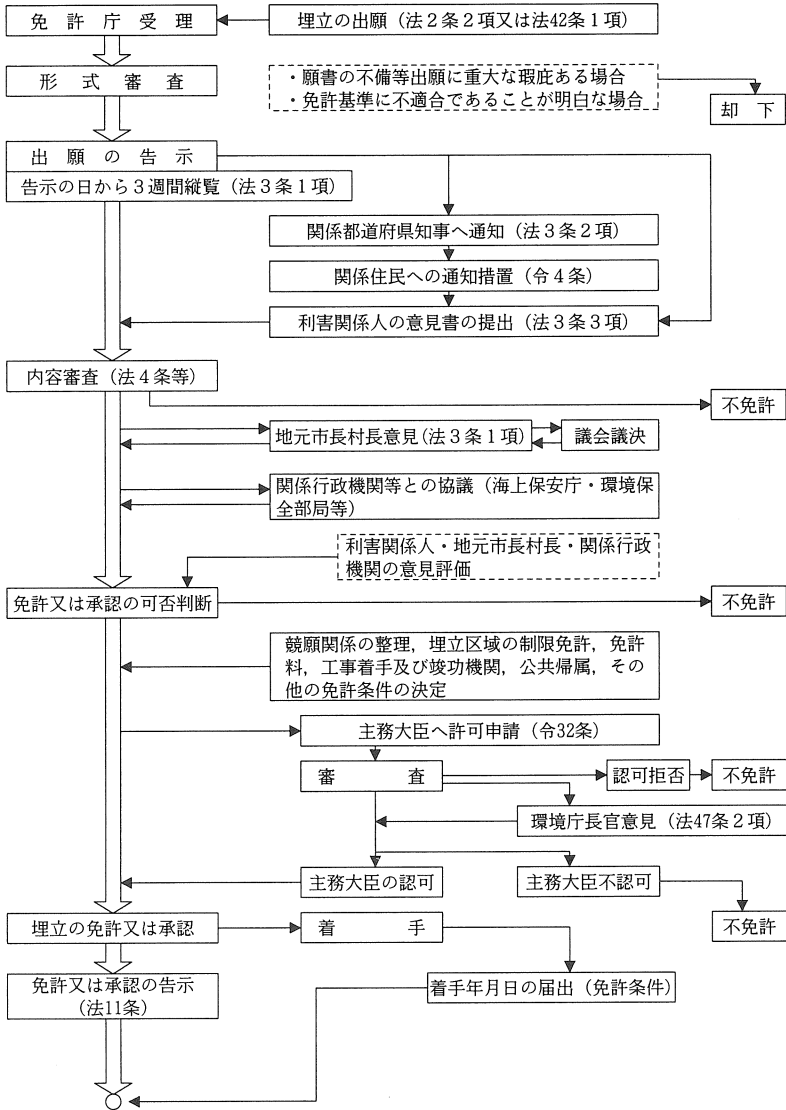 免許庁受理
埋立の出願（法２条２項又は法42条１項）
形式審査
・願書の不備等出願に重大な瑕疵ある場合
・免許基準に不適合であることが明白な場合
却下
出願の告示
告示の日から３週間縦覧（法３条１項）
関係都道府県知事へ通知（法３条２項）
関係住民への通知措置（令４条）
利害関係人の意見書の提出（法３条３項）
内容審査（法４条等）
不免許
地元市長村長意見（法３条１項）
議会議決
関係行政機関等との協議（海上保安庁・環境保
全部局等）
利害関係人・地元市長村長・関係行政
機関の意見評価
免許又は承認の可否判断
不免許
競願関係の整理，埋立区域の制限免許，免許
料，工事着手及び竣功機関，公共帰属，その
他の免許条件の決定
主務大臣へ許可申請（令32条）
審査
認可拒否
不免許
環境庁長官意見（法47条２項）
主務大臣の認可
主務大臣不認可
埋立の免許又は承認
着手
不免許
免許又は承認の告示
（法11条）
着手年月日の届出（免許条件）